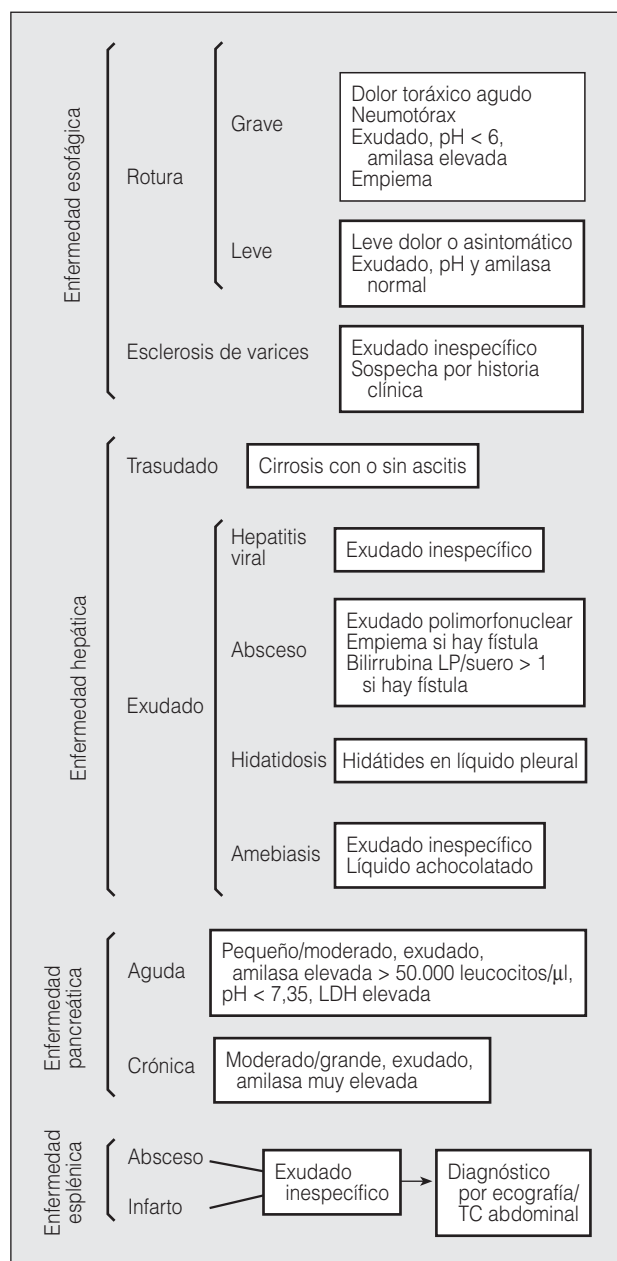 Enfermedad esofágica
Rotura
Grave
Dolor toráxico agudo
Neumotórax
Exudado, pH < 6,
amilasa elevada
Empiema
Leve
Leve dolor o asintomático
Exudado, pH y amilasa
normal
Esclerosis de varices
Exudado inespecífico
Sospecha por historia
clínica
Enfermedad hepática
Trasudado
Cirrosis con o sin ascitis
Exudado
Hepatitis
viral
Exudado inespecífico
Absceso
Exudado polimorfonuclear
Empiema si hay fístula
Bilirrubina LP/suero > 1
si hay fístula
Hidatidosis
Hidátides en líquido pleural
Amebiasis
Exudado inespecífico
Líquido achocolatado
Enfermedad
pancreática
Aguda
Pequeño/moderado, exudado,
amilasa elevada > 50.000 leucocitos/µl,
pH < 7,35, LDH elevada
Crónica
Moderado/grande, exudado,
amilasa muy elevada
Enfermedad
esplénica
Absceso
Infarto
Exudado
inespecífico
Diagnóstico
por ecografía/
TC abdominal